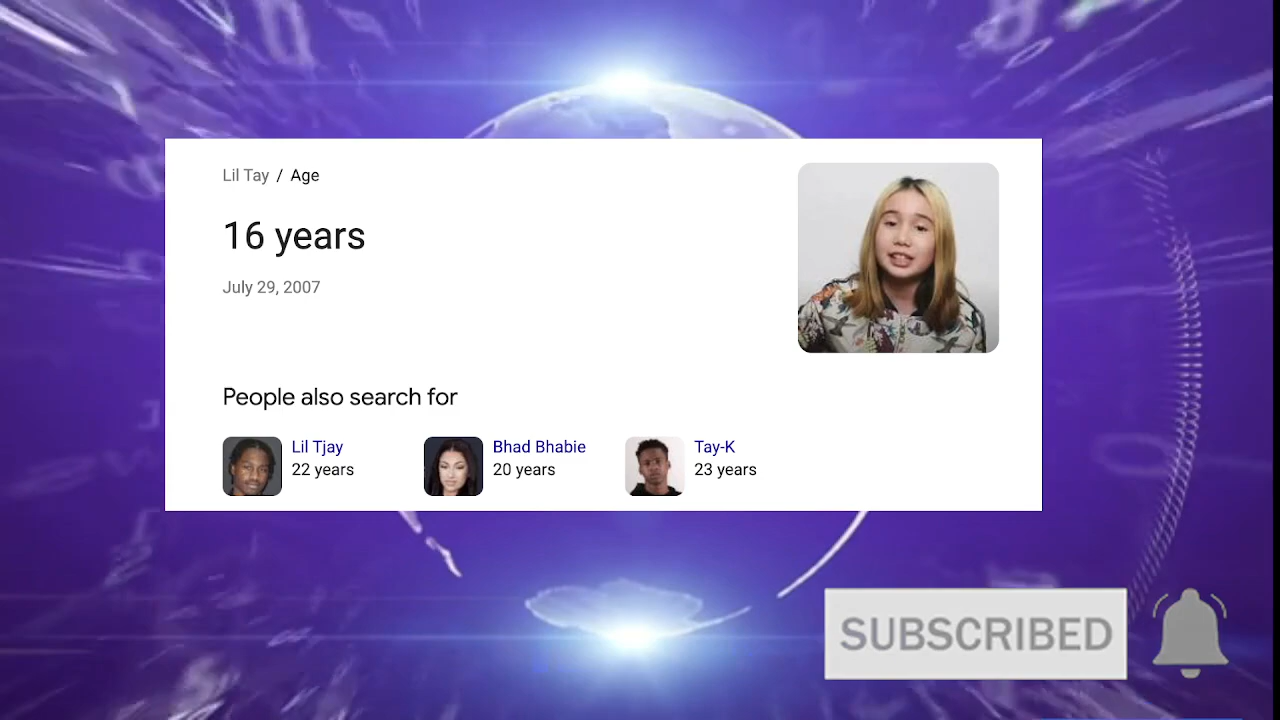 Lil Tay / Age
16 years
July 29, 2007
People also search for
Lil Tjay
22 years
Bhad Bhabie
20 years
Tay-K
23 years
SUBSCRIBED